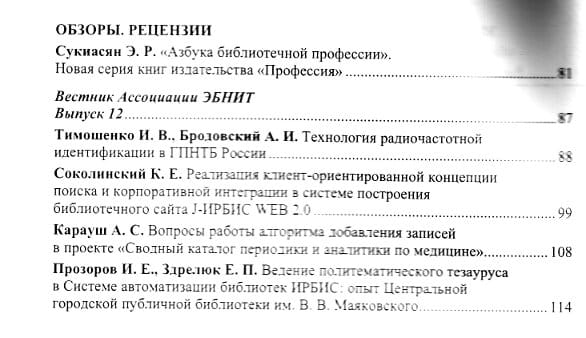 ОБЗОРЫ. РЕЦЕНЗИИ
Сукиасян Э. Р. «Азбука библиотечной профессии».
Новая серия книг издательства «Профессия» ........ 81
Вестник Ассоциации ЭБНИТ
Выпуск 12 ........ 87
Тимошенко И. В., Бродовский А. И. Технология радиочастотной
идентификации в ГПНТБ России ........ 88
Соколинский К. Е. Реализация клиент-ориентированной концепции
поиска и корпоративной интеграции в системе построения
библиотечного сайта J-ИРБИС WEB 2.0 ........ 99
Карауш А. С. Вопросы работы алгоритма добавления записей
в проекте «Сводный каталог периодики и аналитики по медицине» ........ 108
Прозоров И. Е., Здрелюк Е. П. Ведение политематического тезауруса
в Системе автоматизации библиотек ИРБИС: опыт Центральной
городской публичной библиотеки им. В. В. Маяковского ........ 114